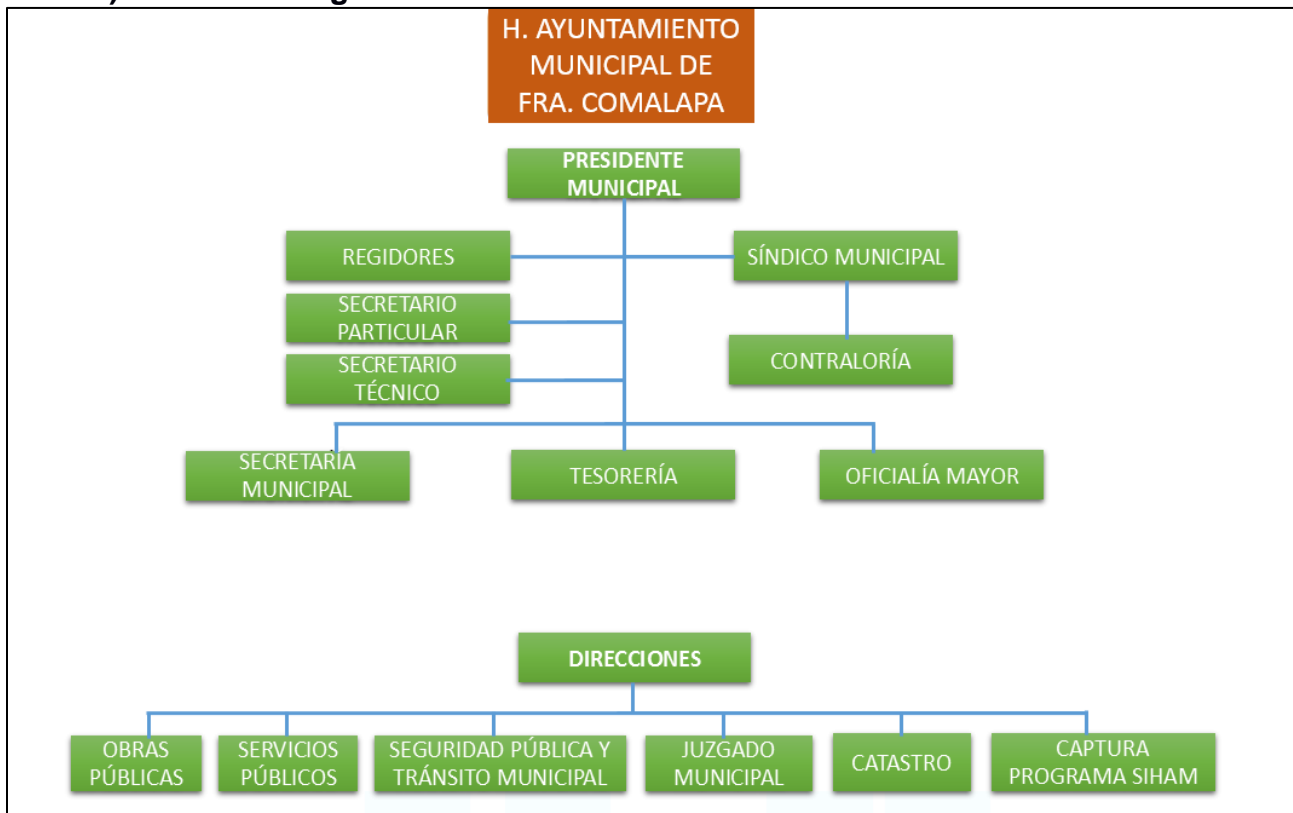 H. AYUNTAMIENTO
MUNICIPAL DE
FRA. COMALAPA
PRESIDENTE
MUNICIPAL
REGIDORES
SÍNDICO MUNICIPAL
SECRETARIO
PARTICULAR
CONTRALORÍA
SECRETARIO
TÉCNICO
SECRETARÍA
MUNICIPAL
TESORERÍA
OFICIALÍA MAYOR
DIRECCIONES
OBRAS
PÚBLICAS
SERVICIOS
PÚBLICOS
SEGURIDAD PÚBLICA Y
TRÁNSITO MUNICIPAL
JUZGADO
MUNICIPAL
CATASTRO
CAPTURA
PROGRAMA SIHAM